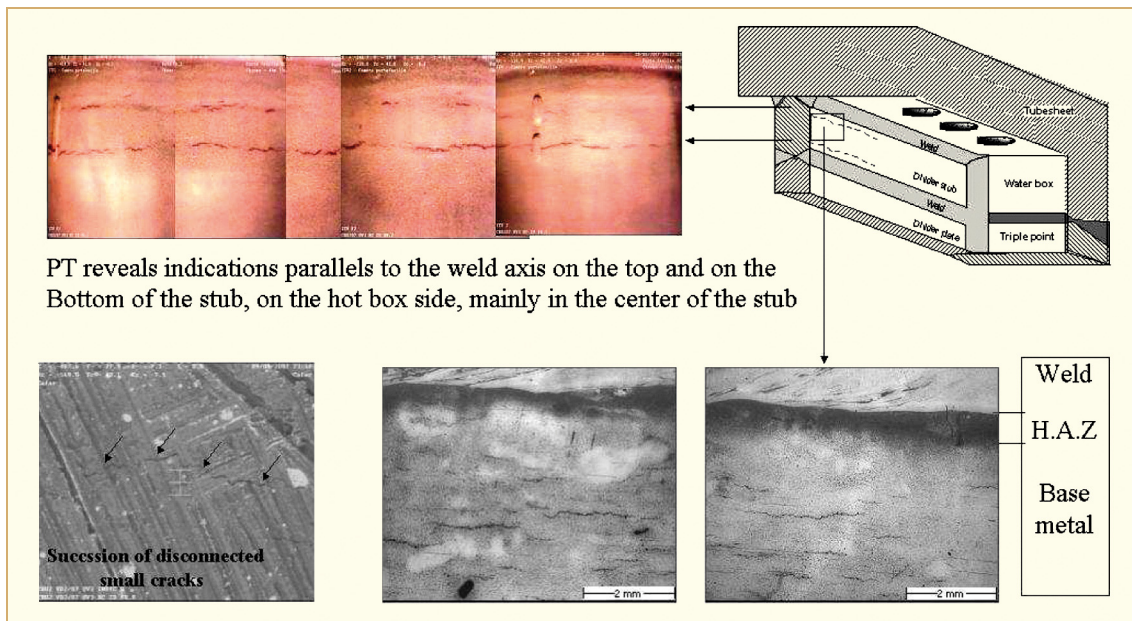 Tubesheet
Weld
Divider stub
Water box
Weld
Divider plate
Triple point
PT reveals indications parallels to the weld axis on the top and on the
Bottom of the stub, on the hot box side, mainly in the center of the stub
Succssion of disconnected
small cracks
2 mm
2 mm
Weld
H.A.Z
Base
metal